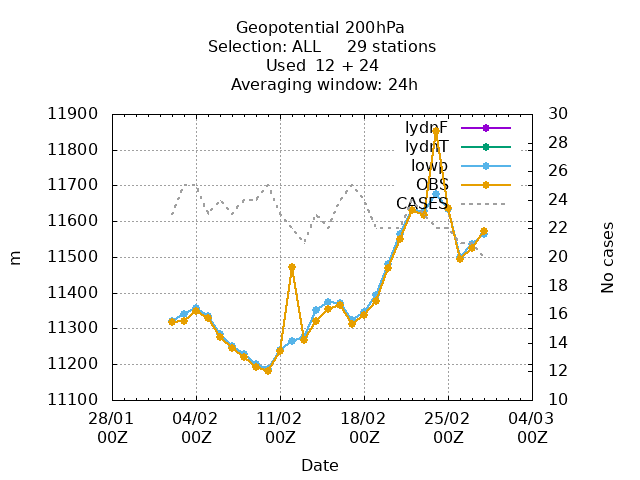 Geopotential 200hPa
Selection: ALL 29 stations
Used 12 + 24
Averaging window: 24h
11900
11800
11700
11600
11500
11400
11300
11200
11100
30
28
26
24
22
20
18
16
14
12
10
lydnF
lydnT
lowp
OBS
CASES
m
No cases
28/01 04/02 11/02 18/02 25/02 04/03
00Z 00Z 00Z 00Z 00Z 00Z
Date